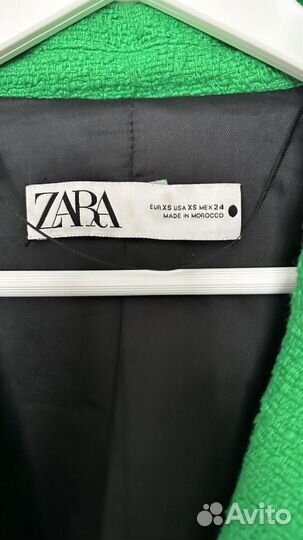 ZARA
EUR XS USA XS MEX 24
MADE IN MOROCCO
Avito